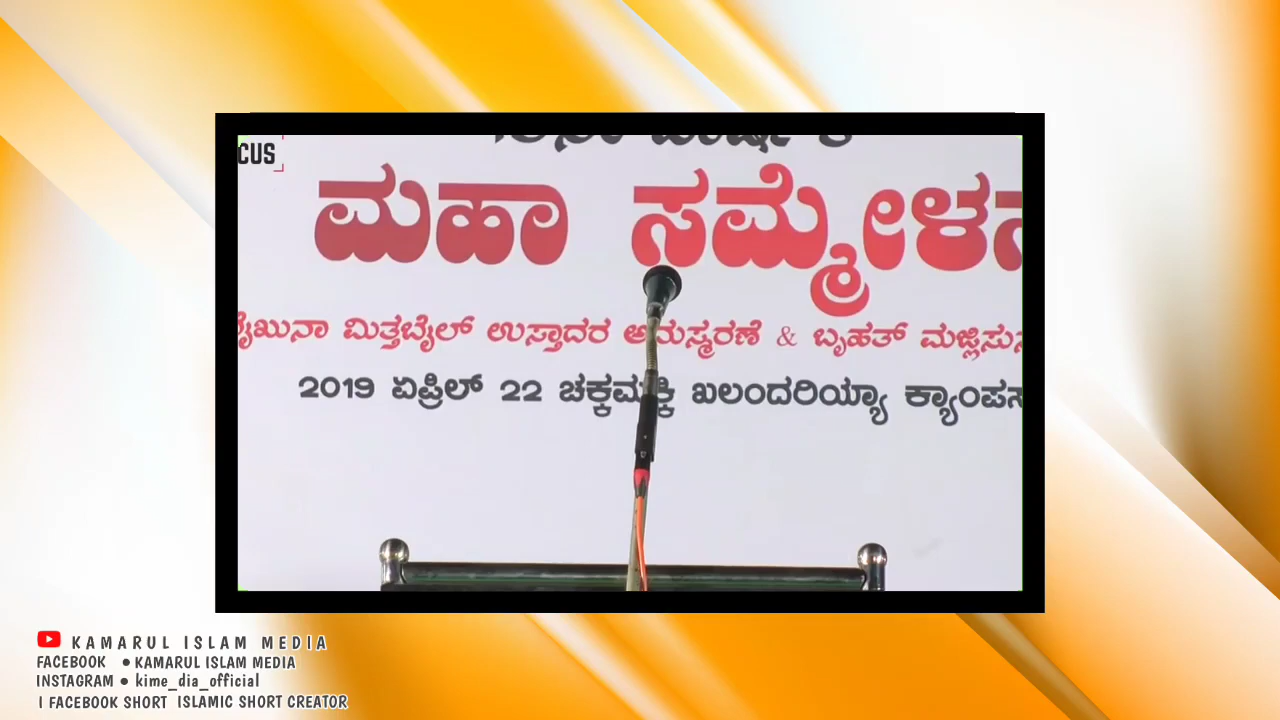 CUS
ಮಹಾ ಸಮ್ಮೇಳನ
ಶೈಖುನಾ ಮಿತ್ತಬೈಲ್ ಉಸ್ತಾದರ ಅನುಸ್ಮರಣೆ & ಬೃಹತ್ ಮಜ್ಲಿಸುನ್
2019 ಏಪ್ರಿಲ್ 22 ಚಕ್ಕಮಕ್ಕಿ ಖಲಂದರಿಯ್ಯಾ ಕ್ಯಾಂಪಸ್
KAMARUL ISLAM MEDIA
FACEBOOK • KAMARUL ISLAM MEDIA
INSTAGRAM • kime_dia_official
I FACEBOOK SHORT ISLAMIC SHORT CREATOR